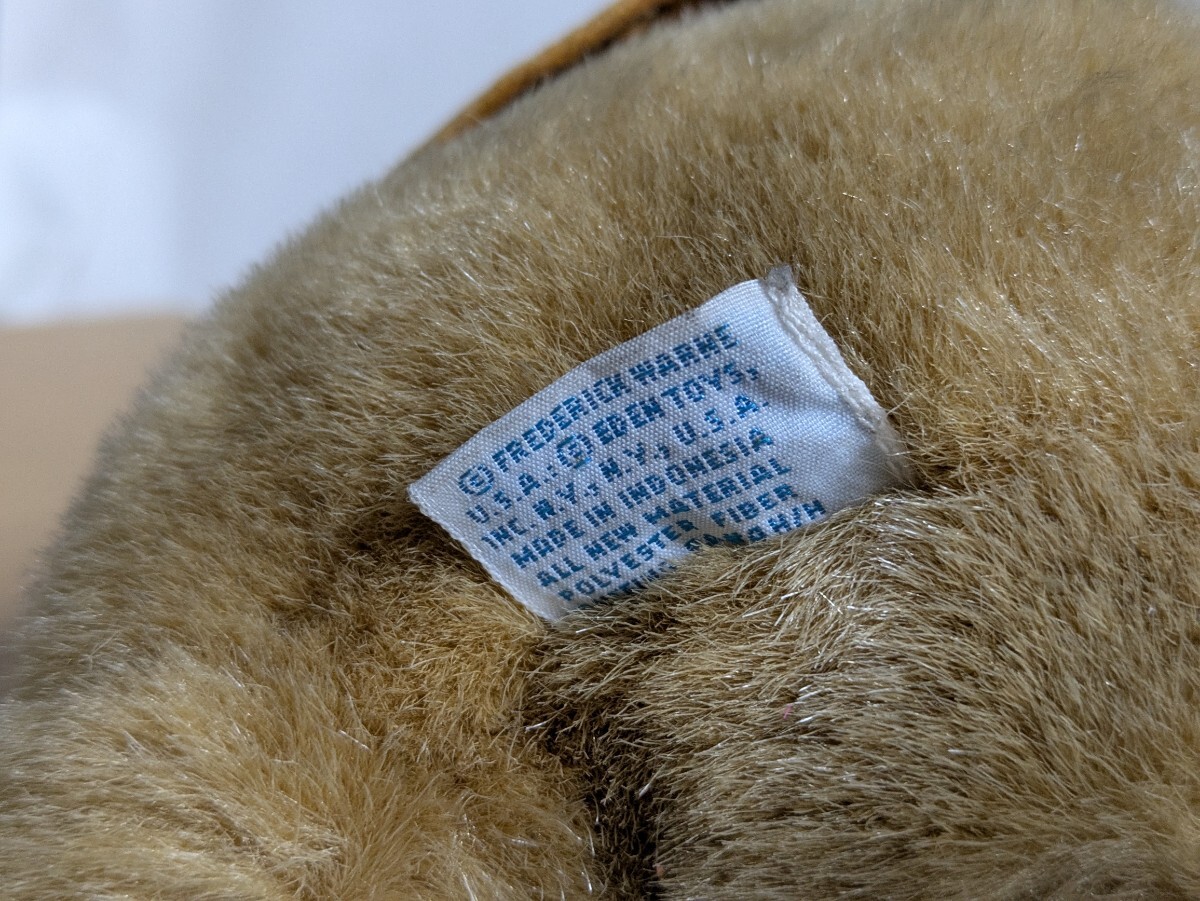 © FREDERICK WARNE
U.S.A. © EDEN TOYS,
INC. N.Y., N.Y., U.S.A.
MADE IN INDONESIA
ALL NEW MATERIAL
POLYESTER FIBER